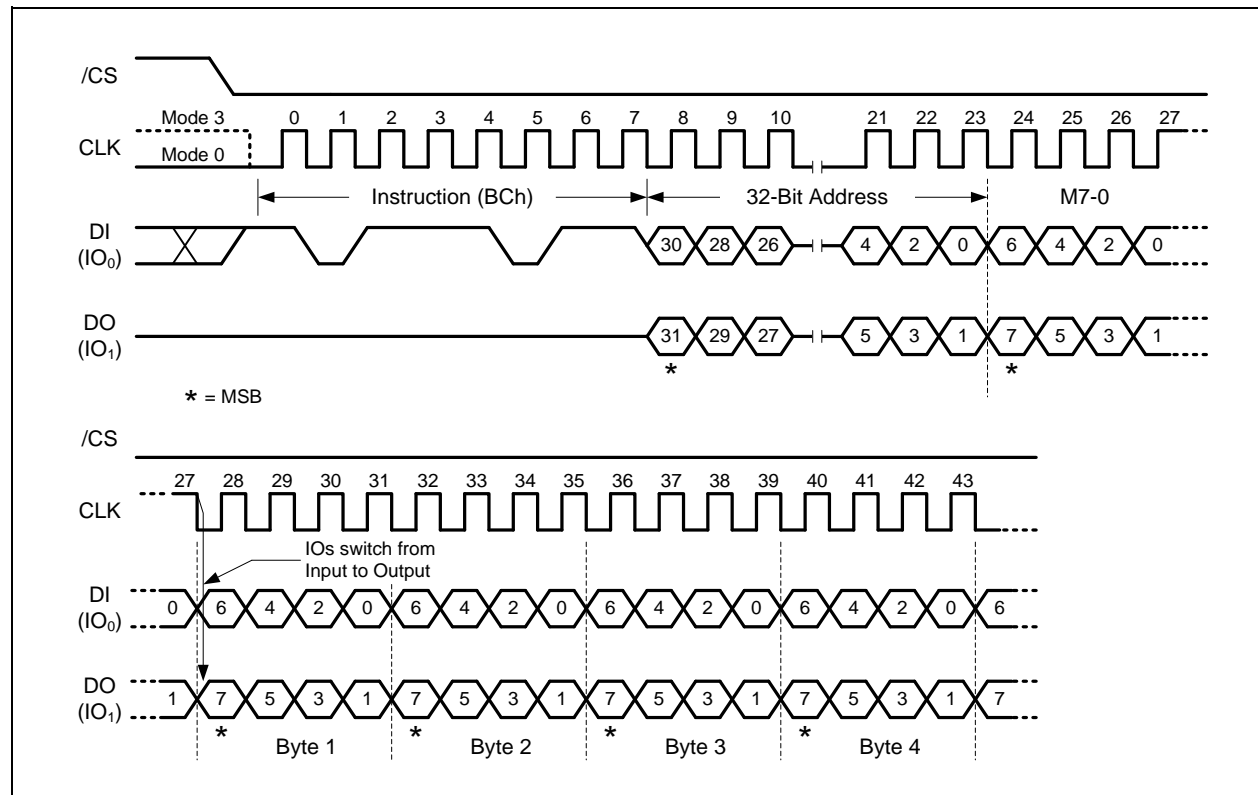 /CS
Mode 3 0 1 2 3 4 5 6 7 8 9 10 21 22 23 24 25 26 27
CLK
Mode 0
Instruction (BCh) 32-Bit Address M7-0
DI
(IO₀) 30 28 26 4 2 0 6 4 2 0
DO
(IO₁) 31 29 27 5 3 1 7 5 3 1
* *
* = MSB
/CS
27 28 29 30 31 32 33 34 35 36 37 38 39 40 41 42 43
CLK
IOs switch from
Input to Output
DI
(IO₀) 0 6 4 2 0 6 4 2 0 6 4 2 0 6 4 2 0 6
DO
(IO₁) 1 7 5 3 1 7 5 3 1 7 5 3 1 7 5 3 1 7
* * * *
Byte 1 Byte 2 Byte 3 Byte 4